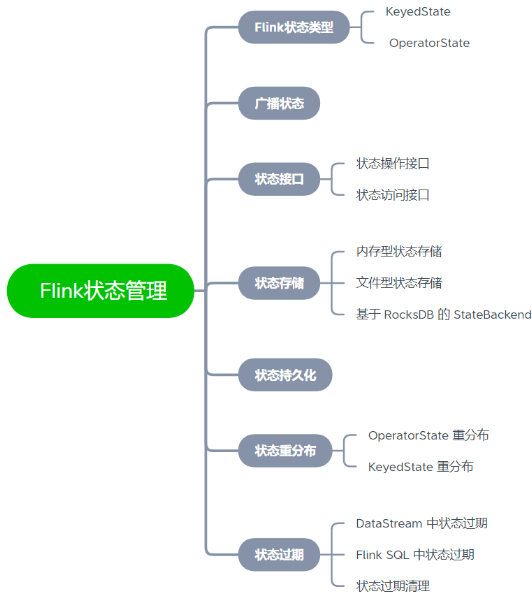 Flink状态管理
Flink状态类型
KeyedState
OperatorState
广播状态
状态接口
状态操作接口
状态访问接口
状态存储
内存型状态存储
文件型状态存储
基于 RocksDB 的 StateBackend
状态持久化
状态重分布
OperatorState 重分布
KeyedState 重分布
状态过期
DataStream 中状态过期
Flink SQL 中状态过期
状态过期清理